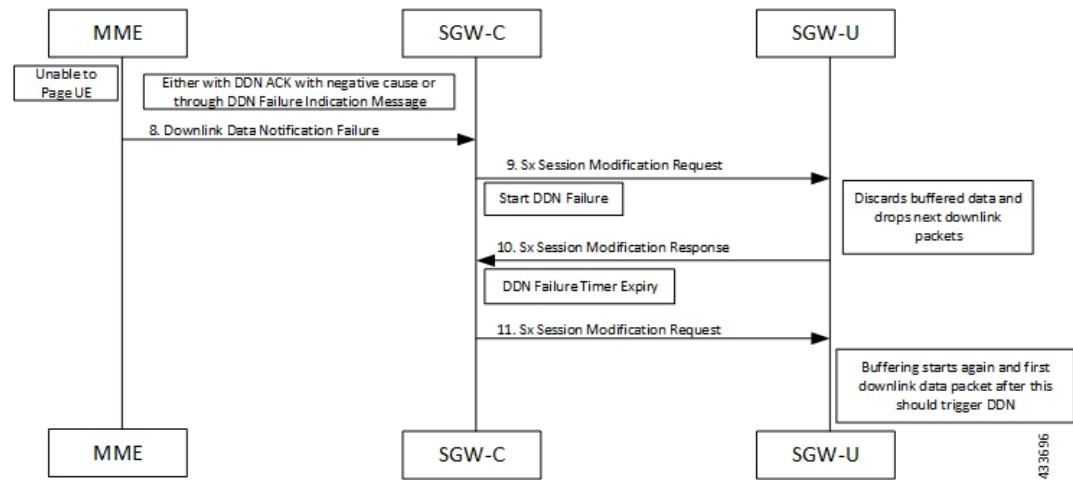 MME
SGW-C
SGW-U
Unable to
Page UE
Either with DDN ACK with negative cause or
through DDN Failure Indication Message
8. Downlink Data Notification Failure
9. Sx Session Modification Request
Start DDN Failure
Discards buffered data and
drops next downlink
packets
10. Sx Session Modification Response
DDN Failure Timer Expiry
11. Sx Session Modification Request
Buffering starts again and first
downlink data packet after this
should trigger DDN
MME
SGW-C
SGW-U
433696